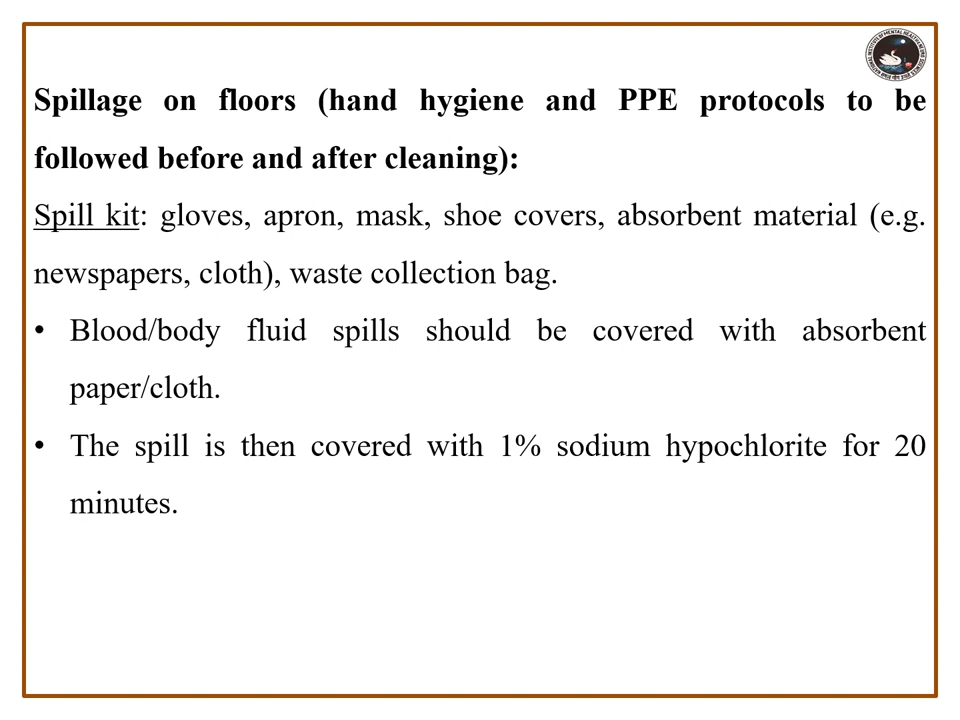 Spillage on floors (hand hygiene and PPE protocols to be
followed before and after cleaning):
Spill kit: gloves, apron, mask, shoe covers, absorbent material (e.g.
newspapers, cloth), waste collection bag.
• Blood/body fluid spills should be covered with absorbent
paper/cloth.
• The spill is then covered with 1% sodium hypochlorite for 20
minutes.